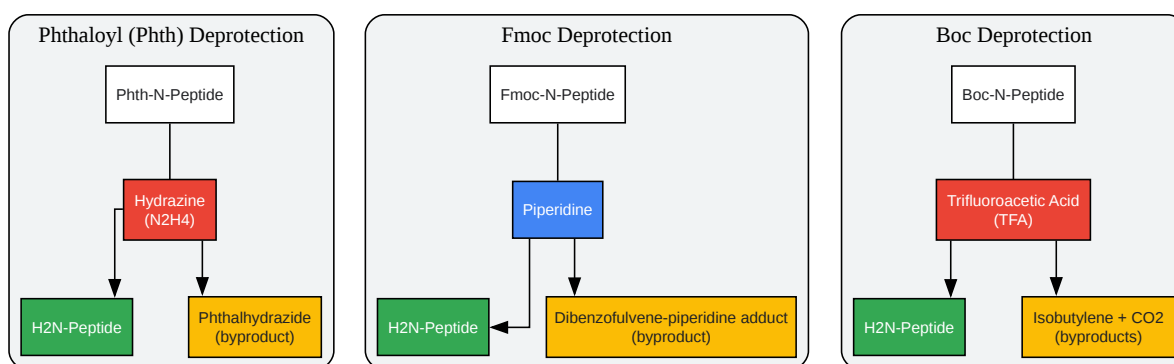 Phthaloyl (Phth) Deprotection
Phth-N-Peptide
Hydrazine
(N2H4)
H2N-Peptide
Phthalhydrazide
(byproduct)
Fmoc Deprotection
Fmoc-N-Peptide
Piperidine
H2N-Peptide
Dibenzofulvene-piperidine adduct
(byproduct)
Boc Deprotection
Boc-N-Peptide
Trifluoroacetic Acid
(TFA)
H2N-Peptide
Isobutylene + CO2
(byproducts)